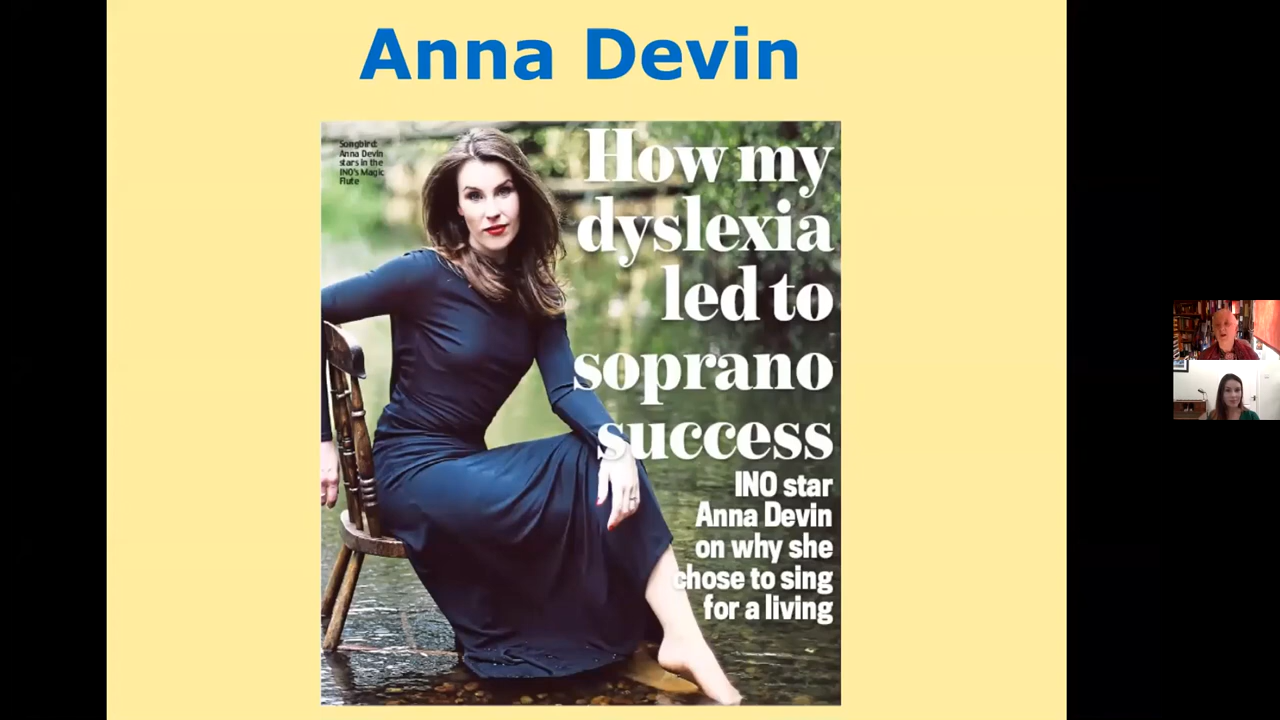 Anna Devin
Songbird:
Anna Devin
stars in the
INO's Magic
Flute
How my
dyslexia
led to
soprano
success
INO star
Anna Devin
on why she
chose to sing
for a living